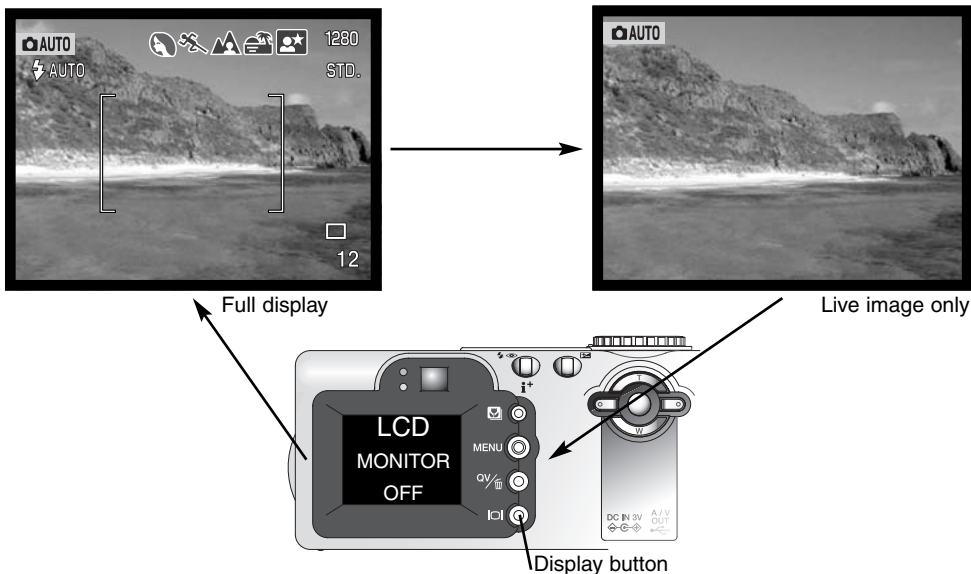 AUTO
AUTO
1280
STD.
12
AUTO
Full display
Live image only
i+
LCD
MONITOR
OFF
MENU
QV/
T
W
DC IN 3V
A / V
OUT
Display button